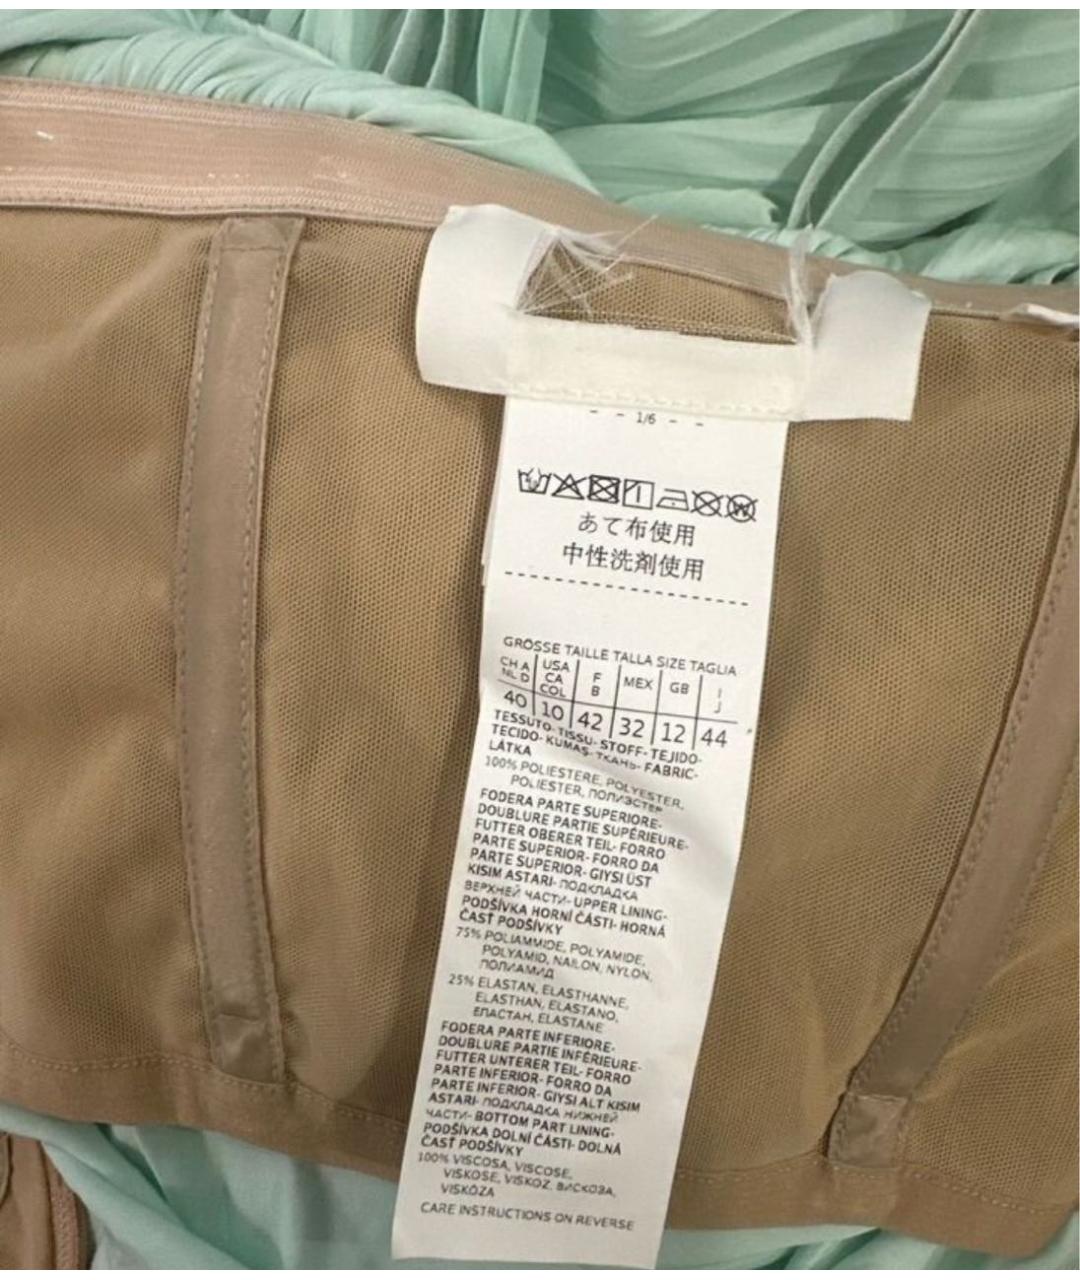 - - 1/6 - -
あて布使用
中性洗剤使用
GRÖSSE TAILLE TALLA SIZE TAGLIA
CH A NL D USA CA COL F B MEX GB I J
40 10 42 32 12 44
TESSUTO- TISSU- STOFF- TEJIDO-
TECIDO- KUMAŞ- ТКАНЬ- FABRIC-
LÁTKA
100% POLIESTERE, POLYESTER,
POLIESTER, ПОЛИЭСТЕР
FODERA PARTE SUPERIORE-
DOUBLURE PARTIE SUPÉRIEURE-
FUTTER OBERER TEIL- FORRO
PARTE SUPERIOR- FORRO DA
PARTE SUPERIOR- GIYSI ÜST
KISIM ASTARI- ПОДКЛАДКА
ВЕРХНЕЙ ЧАСТИ- UPPER LINING-
PODŠÍVKA HORNÍ ČÁSTI- HORNÁ
ČASŤ PODŠÍVKY
75% POLIAMMIDE, POLYAMIDE,
POLYAMID, NAILON, NYLON,
ПОЛИАМИД
25% ELASTAN, ELASTHANNE,
ELASTHAN, ELASTANO,
ЕЛАСТАН, ELASTANE
FODERA PARTE INFERIORE-
DOUBLURE PARTIE INFÉRIEURE-
FUTTER UNTERER TEIL- FORRO
PARTE INFERIOR- FORRO DA
PARTE INFERIOR- GIYSI ALT KISIM
ASTARI- ПОДКЛАДКА НИЖНЕЙ
ЧАСТИ- BOTTOM PART LINING-
PODŠÍVKA DOLNÍ ČÁSTI- DOLNÁ
ČASŤ PODŠÍVKY
100% VISCOSA, VISCOSE,
VISKOSE, VISKOZ, ВИСКОЗА,
VISKÓZA
CARE INSTRUCTIONS ON REVERSE